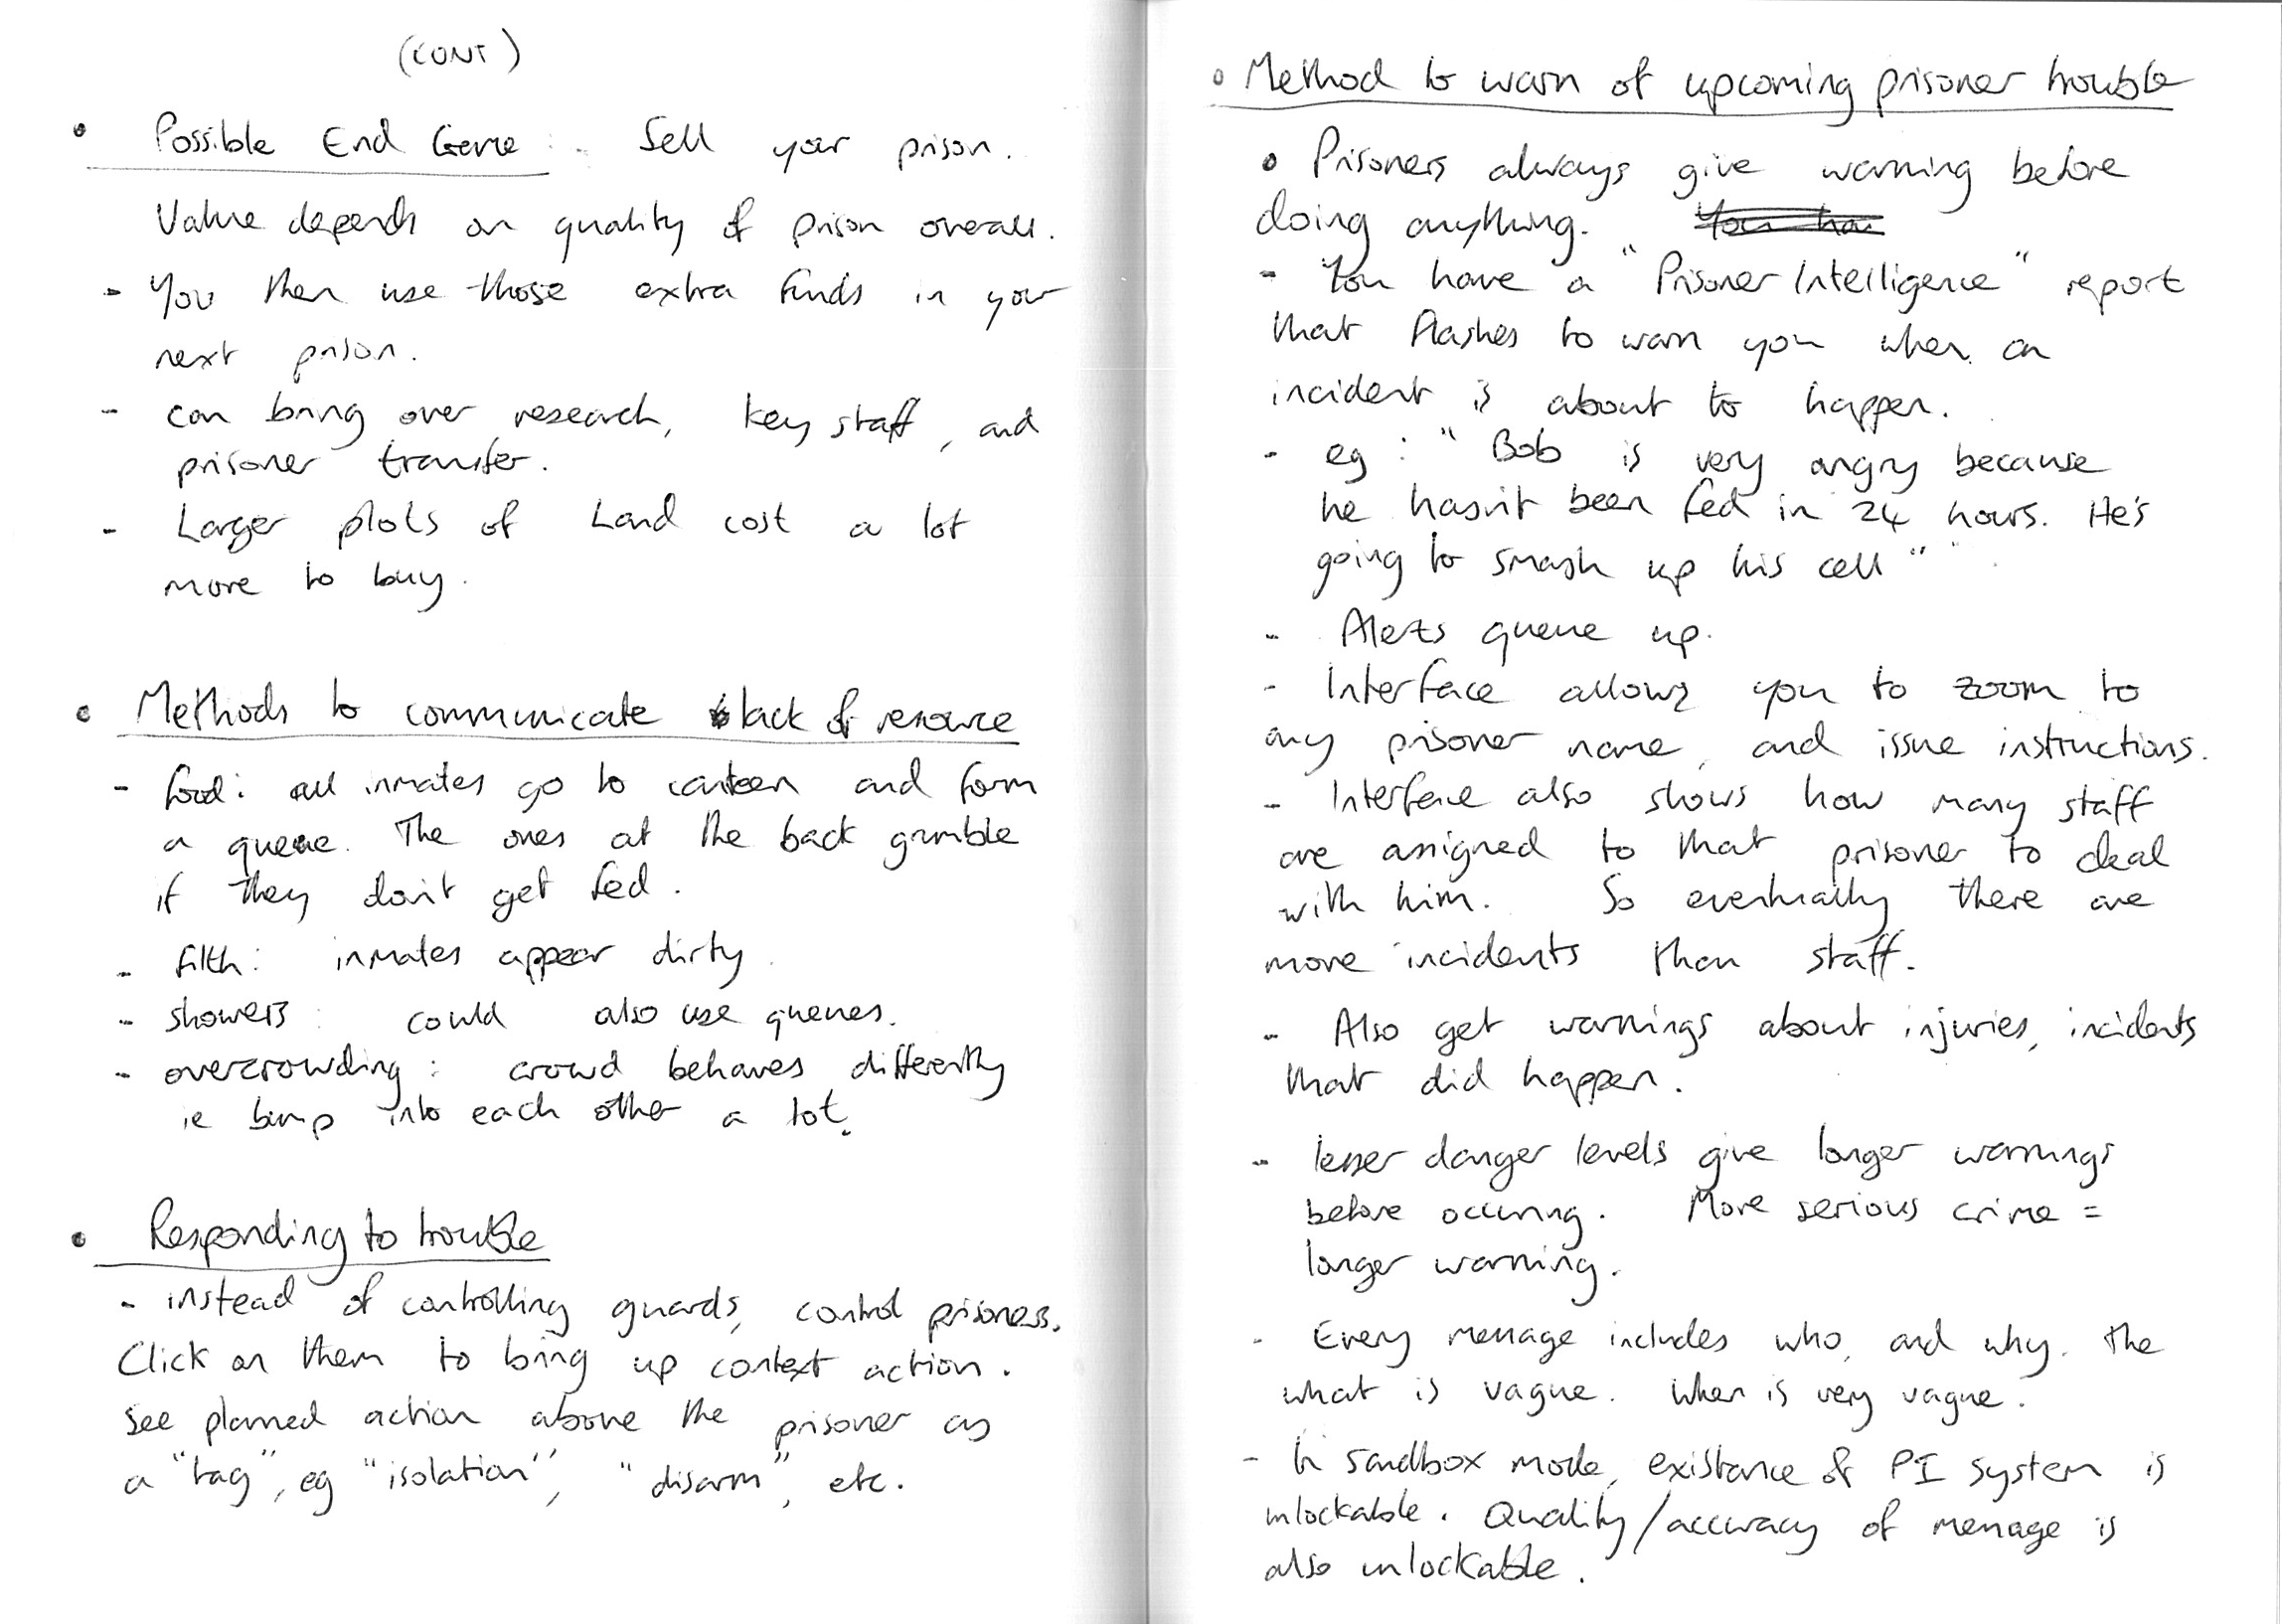 (CONT)
• Possible End Game : Sell your prison.
Value depends on quality of prison overall.
- You then use those extra funds in your
next prison.
- can bring over research, key staff, and
prisoner transfer.
- Larger plots of Land cost a lot
more to buy.
• Methods to communicate lack of resource
- food: all inmates go to canteen and form
a queue. The ones at the back grumble
if they don't get fed.
- filth: inmates appear dirty.
- showers: could also use queues.
- overcrowding: crowd behaves differently
ie bump into each other a lot.
• Responding to trouble
- instead of controlling guards, control prisoners.
Click on them to bring up context action.
See planned action above the prisoner as
a "tag", eg "isolation", "disarm", etc.
• Method to warn of upcoming prisoner trouble
• Prisoners always give warning before
doing anything. You hav
- You have a "Prisoner Intelligence" report
that flashes to warn you when an
incident is about to happen.
- eg: "Bob is very angry because
he hasn't been fed in 24 hours. He's
going to smash up his cell"
- Alerts queue up.
- Interface allows you to zoom to
any prisoner name, and issue instructions.
- Interface also shows how many staff
are assigned to that prisoner to deal
with him. So eventually there are
more incidents than staff.
- Also get warnings about injuries, incidents
that did happen.
- lesser danger levels give longer warnings
before occuring. More serious crime =
longer warning.
- Every message includes who, and why. The
what is vague. When is very vague.
- In sandbox mode, existance of PI system is
unlockable. Quality/accuracy of message is
also unlockable.